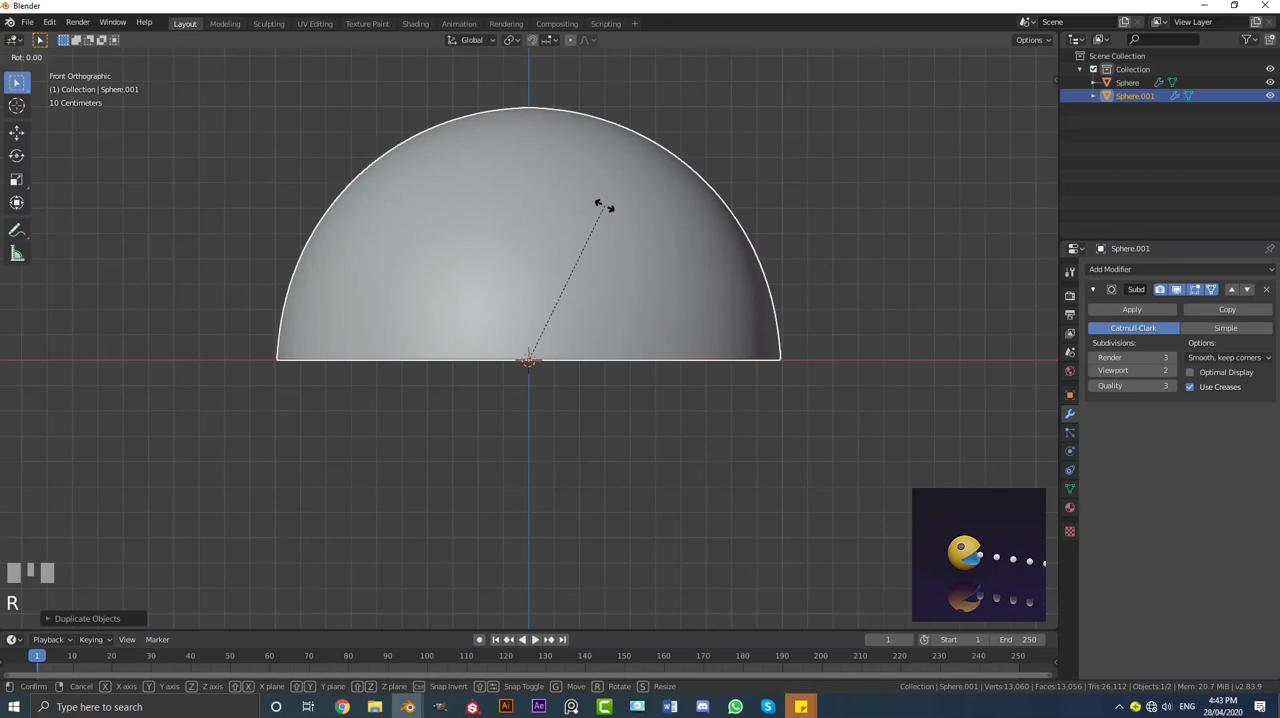 Blender
File Edit Render Window Help
Layout Modeling Sculpting UV Editing Texture Paint Shading Animation Rendering Compositing Scripting +
Scene
View Layer
Global
Options
Rot: 0.00
Front Orthographic
(1) Collection | Sphere.001
10 Centimeters
Scene Collection
Collection
Sphere
Sphere.001
Sphere.001
Add Modifier
Subd
Apply Copy
Catmull-Clark Simple
Subdivisions: Options:
Render 3 Smooth, keep corners
Viewport 2 Optimal Display
Quality 3 Use Creases
R
Duplicate Objects
Playback Keying View Marker
1 Start 1 End 250
1 10 20 30 40 50 60 70 80 90 100 110 120 130 140 150 160 170 180 190 200 210 220 230 240 250
Confirm Cancel X X axis Y Y axis Z Z axis X X plane Y Y plane Z Z plane Snap Invert Snap Toggle G Move R Rotate S Resize
Collection | Sphere.001 | Verts:13,060 | Faces:13,056 | Tris:26,112 | Objects:1/2 | Mem: 20.7 MiB | v2.83.9
Type here to search
ENG
4:43 PM
28/04/2020